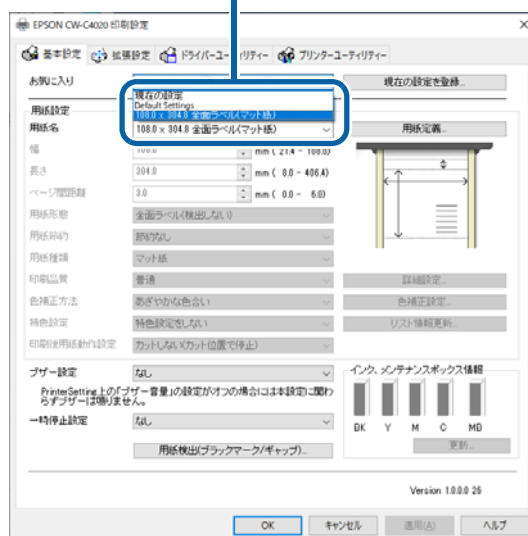 EPSON CW-C4020 印刷設定
基本設定 拡張設定 ドライバーユーティリティー プリンターユーティリティー
お気に入り 現在の設定を登録...
現在の設定
Default Settings
108.0 x 304.8 全面ラベル(マット紙)
用紙設定
用紙名 108.0 x 304.8 全面ラベル(マット紙) 用紙定義...
幅 108.0 mm ( 21.4 - 108.0)
長さ 304.8 mm ( 8.0 - 406.4)
ページ間距離 3.0 mm ( 0.0 - 6.0)
用紙形態 全面ラベル(検出しない)
用紙節約 節約なし
用紙種類 マット紙
印刷品質 普通 詳細設定...
色補正方法 あざやかな色合い 色補正設定...
特色設定 特色設定をしない リスト情報更新...
印刷後用紙動作設定 カットしない(カット位置で停止)
ブザー設定 なし
PrinterSetting上の「ブザー音量」の設定がオフの場合には本設定に関わ
らずブザーは鳴りません。
一時停止設定 なし
用紙検出(ブラックマーク/ギャップ)...
インク、メンテナンスボックス情報
BK Y M C MB
更新...
Version 1.0.0.0 26
OK キャンセル 適用(A) ヘルプ